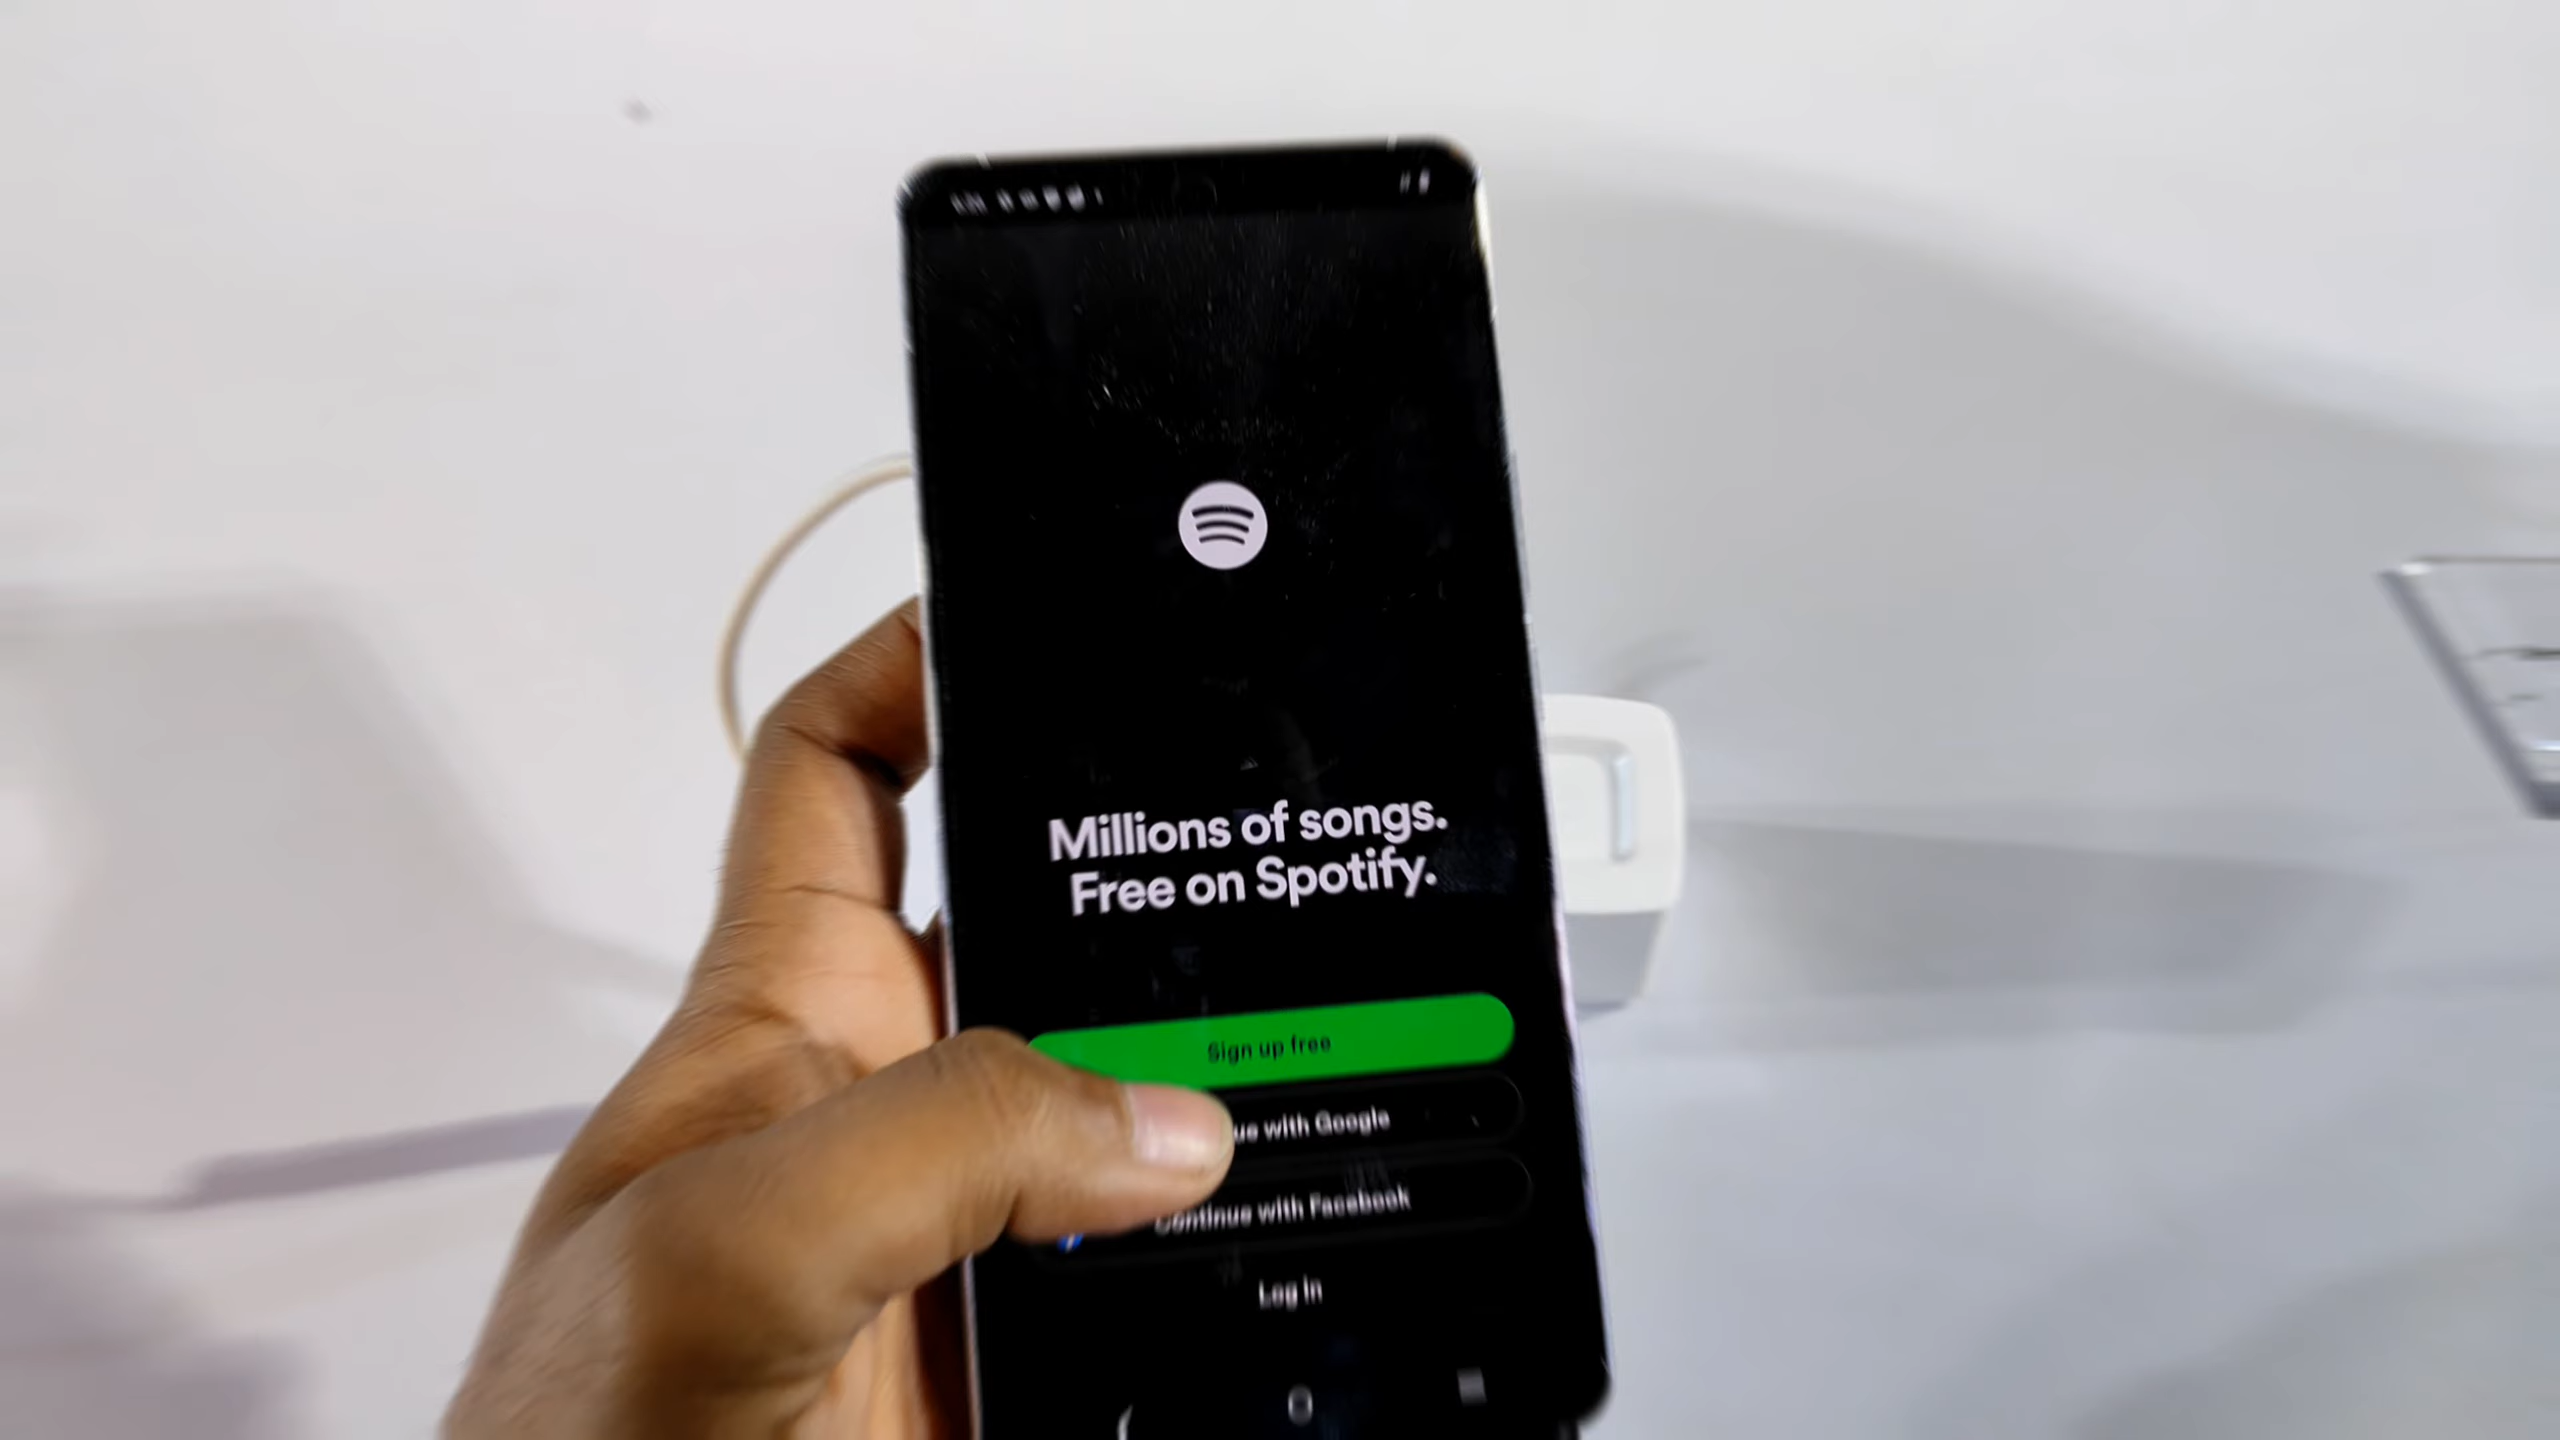 Millions of songs.
Free on Spotify.
Sign up free
with Google
Continue with Facebook
Log in